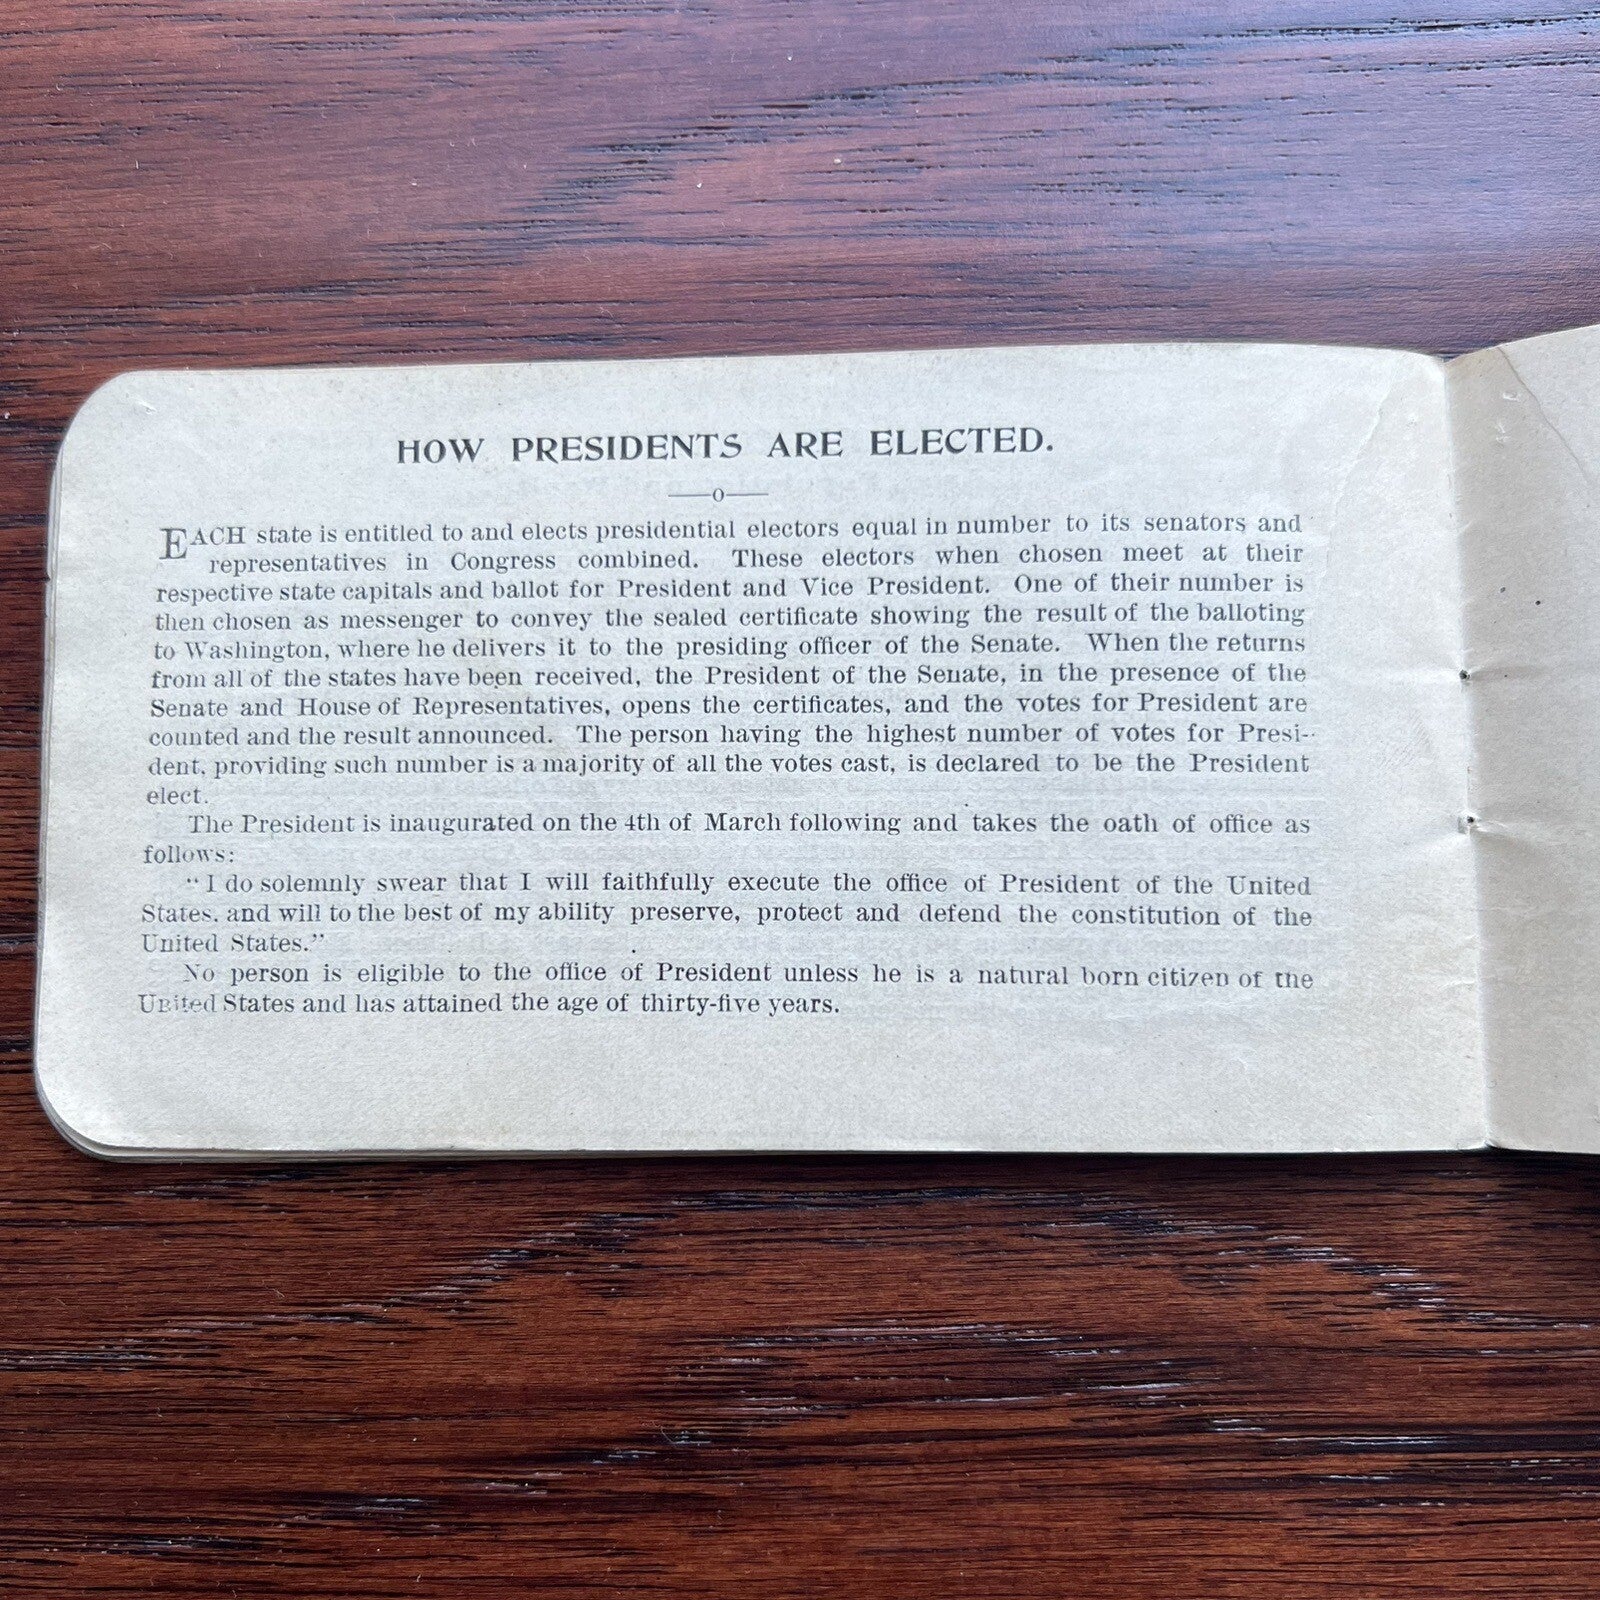 HOW PRESIDENTS ARE ELECTED.
—o—
EACH state is entitled to and elects presidential electors equal in number to its senators and
representatives in Congress combined. These electors when chosen meet at their
respective state capitals and ballot for President and Vice President. One of their number is
then chosen as messenger to convey the sealed certificate showing the result of the balloting
to Washington, where he delivers it to the presiding officer of the Senate. When the returns
from all of the states have been received, the President of the Senate, in the presence of the
Senate and House of Representatives, opens the certificates, and the votes for President are
counted and the result announced. The person having the highest number of votes for Presi-
dent, providing such number is a majority of all the votes cast, is declared to be the President
elect.
The President is inaugurated on the 4th of March following and takes the oath of office as
follows:
"I do solemnly swear that I will faithfully execute the office of President of the United
States, and will to the best of my ability preserve, protect and defend the constitution of the
United States."
No person is eligible to the office of President unless he is a natural born citizen of the
United States and has attained the age of thirty-five years.